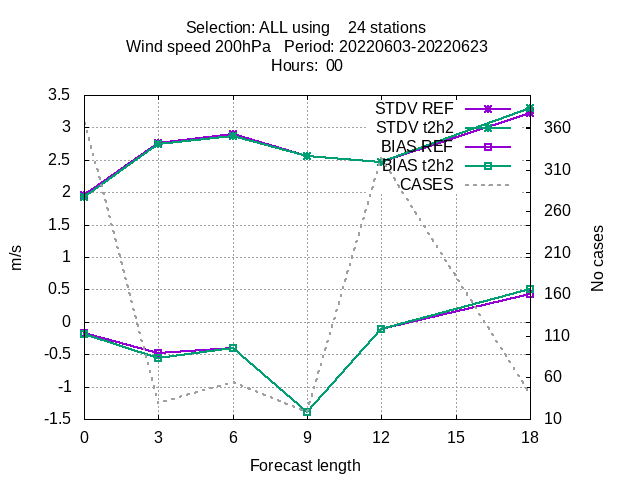 Selection: ALL using 24 stations
Wind speed 200hPa Period: 20220603-20220623
Hours: 00
3.5
3
2.5
2
1.5
1
0.5
0
-0.5
-1
-1.5
m/s
STDV REF
STDV t2h2
BIAS REF
BIAS t2h2
CASES
360
310
260
210
160
110
60
10
No cases
0 3 6 9 12 15 18
Forecast length